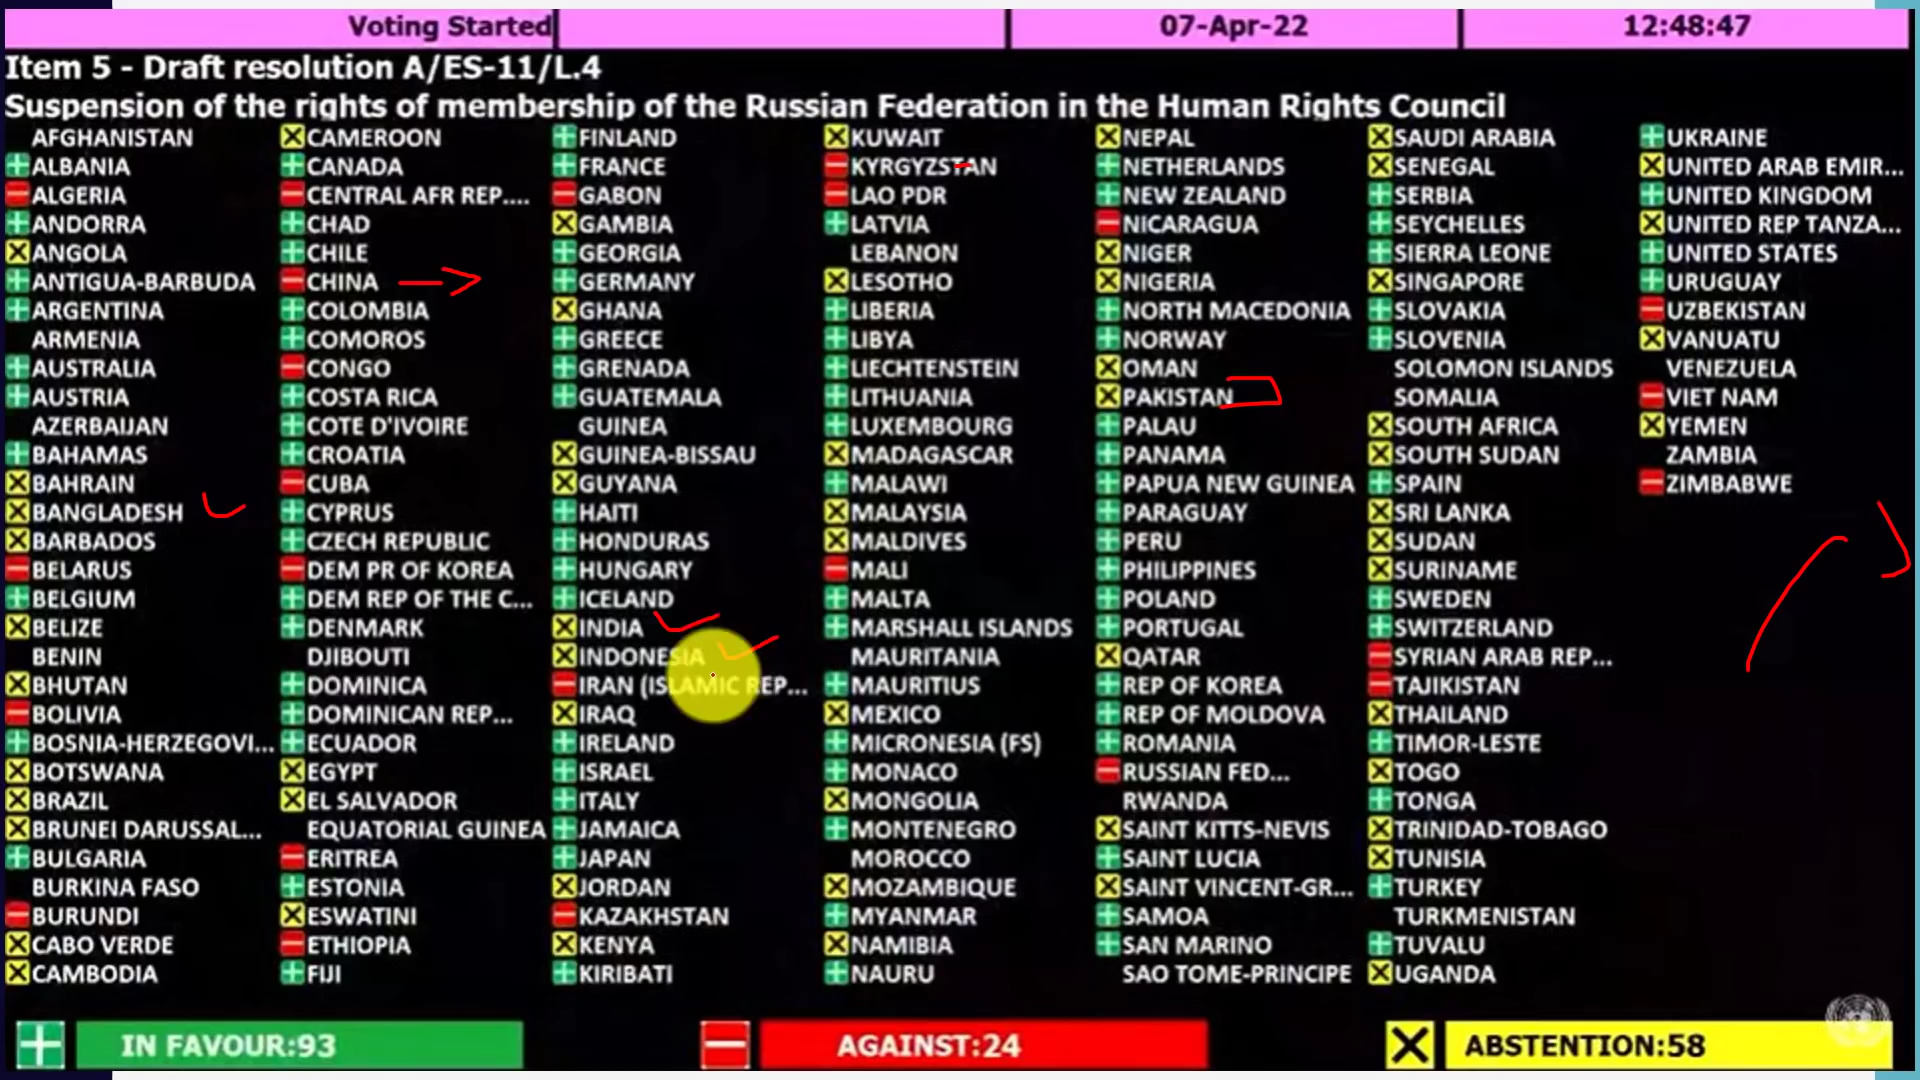 Voting Started 07-Apr-22 12:48:47
Item 5 - Draft resolution A/ES-11/L.4
Suspension of the rights of membership of the Russian Federation in the Human Rights Council
AFGHANISTAN
ALBANIA
ALGERIA
ANDORRA
ANGOLA
ANTIGUA-BARBUDA
ARGENTINA
ARMENIA
AUSTRALIA
AUSTRIA
AZERBAIJAN
BAHAMAS
BAHRAIN
BANGLADESH
BARBADOS
BELARUS
BELGIUM
BELIZE
BENIN
BHUTAN
BOLIVIA
BOSNIA-HERZEGOVI...
BOTSWANA
BRAZIL
BRUNEI DARUSSAL...
BULGARIA
BURKINA FASO
BURUNDI
CABO VERDE
CAMBODIA
CAMEROON
CANADA
CENTRAL AFR REP....
CHAD
CHILE
CHINA
COLOMBIA
COMOROS
CONGO
COSTA RICA
COTE D'IVOIRE
CROATIA
CUBA
CYPRUS
CZECH REPUBLIC
DEM PR OF KOREA
DEM REP OF THE C...
DENMARK
DJIBOUTI
DOMINICA
DOMINICAN REP...
ECUADOR
EGYPT
EL SALVADOR
EQUATORIAL GUINEA
ERITREA
ESTONIA
ESWATINI
ETHIOPIA
FIJI
FINLAND
FRANCE
GABON
GAMBIA
GEORGIA
GERMANY
GHANA
GREECE
GRENADA
GUATEMALA
GUINEA
GUINEA-BISSAU
GUYANA
HAITI
HONDURAS
HUNGARY
ICELAND
INDIA
INDONESIA
IRAN (ISLAMIC REP...
IRAQ
IRELAND
ISRAEL
ITALY
JAMAICA
JAPAN
JORDAN
KAZAKHSTAN
KENYA
KIRIBATI
KUWAIT
KYRGYZSTAN
LAO PDR
LATVIA
LEBANON
LESOTHO
LIBERIA
LIBYA
LIECHTENSTEIN
LITHUANIA
LUXEMBOURG
MADAGASCAR
MALAWI
MALAYSIA
MALDIVES
MALI
MALTA
MARSHALL ISLANDS
MAURITANIA
MAURITIUS
MEXICO
MICRONESIA (FS)
MONACO
MONGOLIA
MONTENEGRO
MOROCCO
MOZAMBIQUE
MYANMAR
NAMIBIA
NAURU
NEPAL
NETHERLANDS
NEW ZEALAND
NICARAGUA
NIGER
NIGERIA
NORTH MACEDONIA
NORWAY
OMAN
PAKISTAN
PALAU
PANAMA
PAPUA NEW GUINEA
PARAGUAY
PERU
PHILIPPINES
POLAND
PORTUGAL
QATAR
REP OF KOREA
REP OF MOLDOVA
ROMANIA
RUSSIAN FED...
RWANDA
SAINT KITTS-NEVIS
SAINT LUCIA
SAINT VINCENT-GR...
SAMOA
SAN MARINO
SAO TOME-PRINCIPE
SAUDI ARABIA
SENEGAL
SERBIA
SEYCHELLES
SIERRA LEONE
SINGAPORE
SLOVAKIA
SLOVENIA
SOLOMON ISLANDS
SOMALIA
SOUTH AFRICA
SOUTH SUDAN
SPAIN
SRI LANKA
SUDAN
SURINAME
SWEDEN
SWITZERLAND
SYRIAN ARAB REP...
TAJIKISTAN
THAILAND
TIMOR-LESTE
TOGO
TONGA
TRINIDAD-TOBAGO
TUNISIA
TURKEY
TURKMENISTAN
TUVALU
UGANDA
UKRAINE
UNITED ARAB EMIR...
UNITED KINGDOM
UNITED REP TANZA...
UNITED STATES
URUGUAY
UZBEKISTAN
VANUATU
VENEZUELA
VIET NAM
YEMEN
ZAMBIA
ZIMBABWE
IN FAVOUR:93 AGAINST:24 ABSTENTION:58